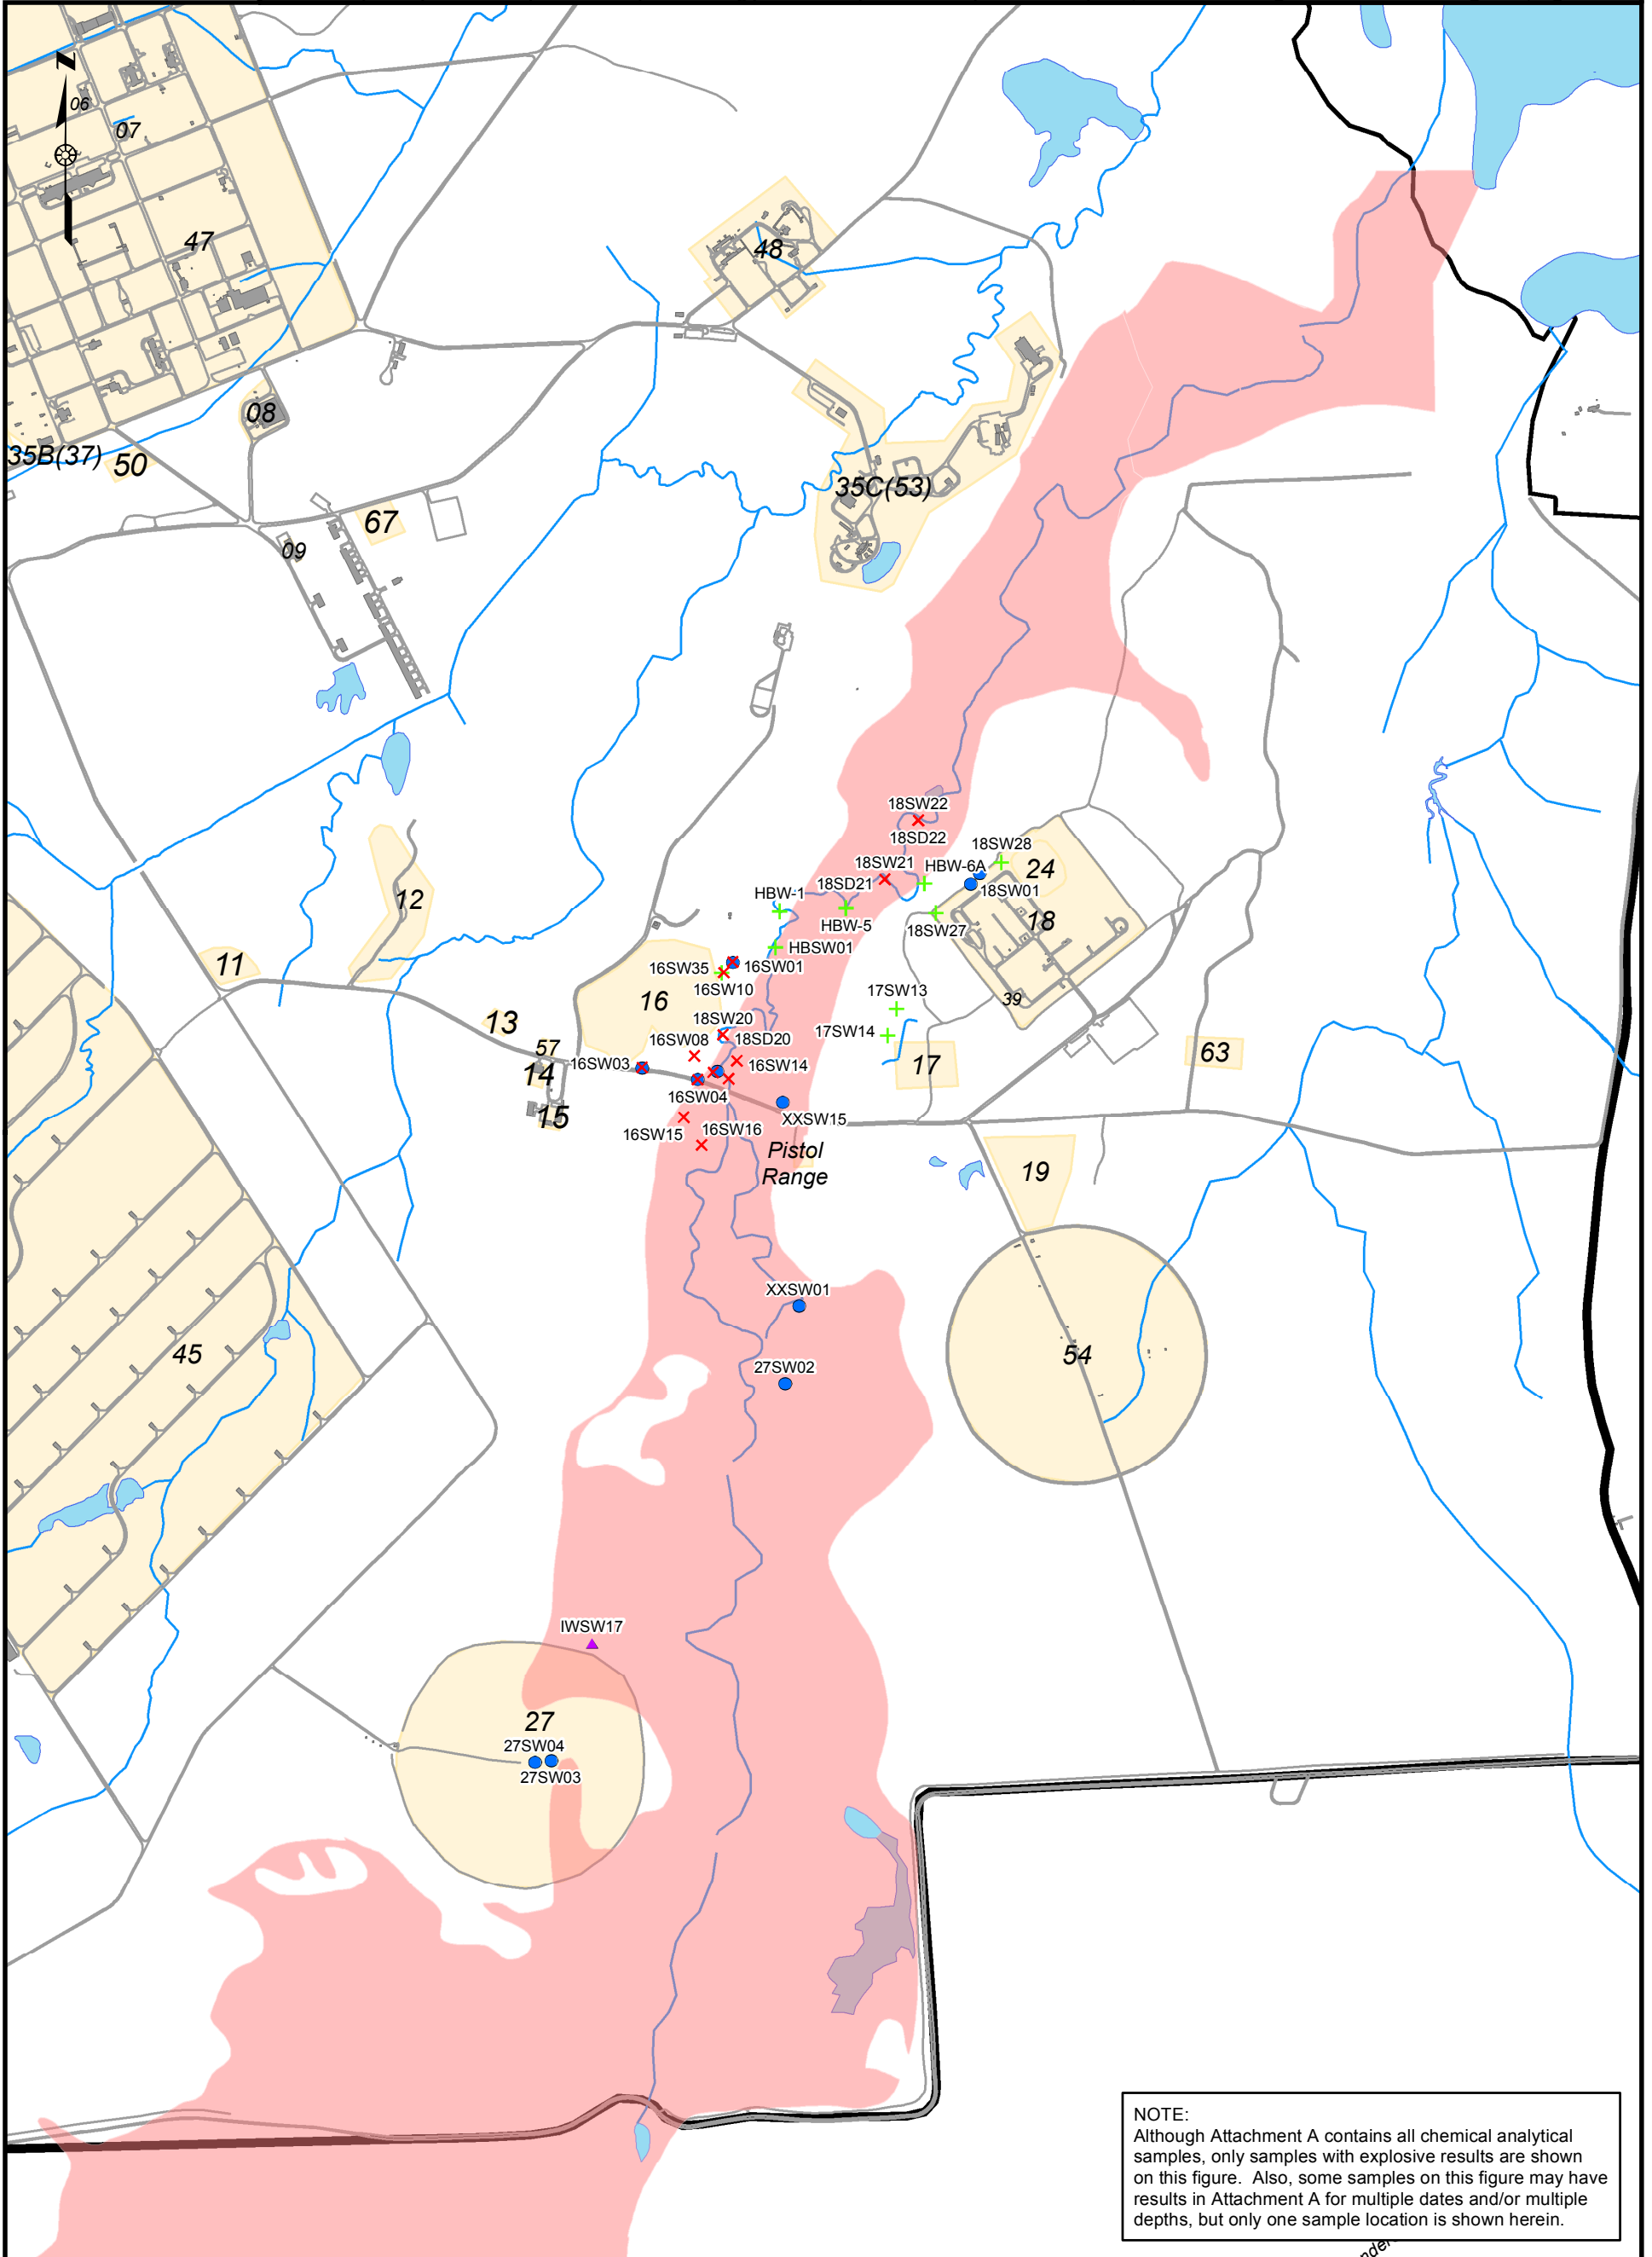 N
06
07
47
48
08
35B(37)
50
35C(53)
67
09
18SW22
18SD22
18SW28
18SW21
HBW-6A
24
18SD21
18SW01
HBW-1
12
HBW-5
18
18SW27
HBSW01
11
16SW35
16SW01
16SW10
16
17SW13
39
13
18SW20
17SW14
16SW08
18SD20
57
16SW03
16SW14
17
63
14
16SW04
15
XXSW15
16SW15
16SW16
Pistol
Range
19
XXSW01
45
54
27SW02
IWSW17
27
27SW04
27SW03
NOTE:
Although Attachment A contains all chemical analytical
samples, only samples with explosive results are shown
on this figure. Also, some samples on this figure may have
results in Attachment A for multiple dates and/or multiple
depths, but only one sample location is shown herein.